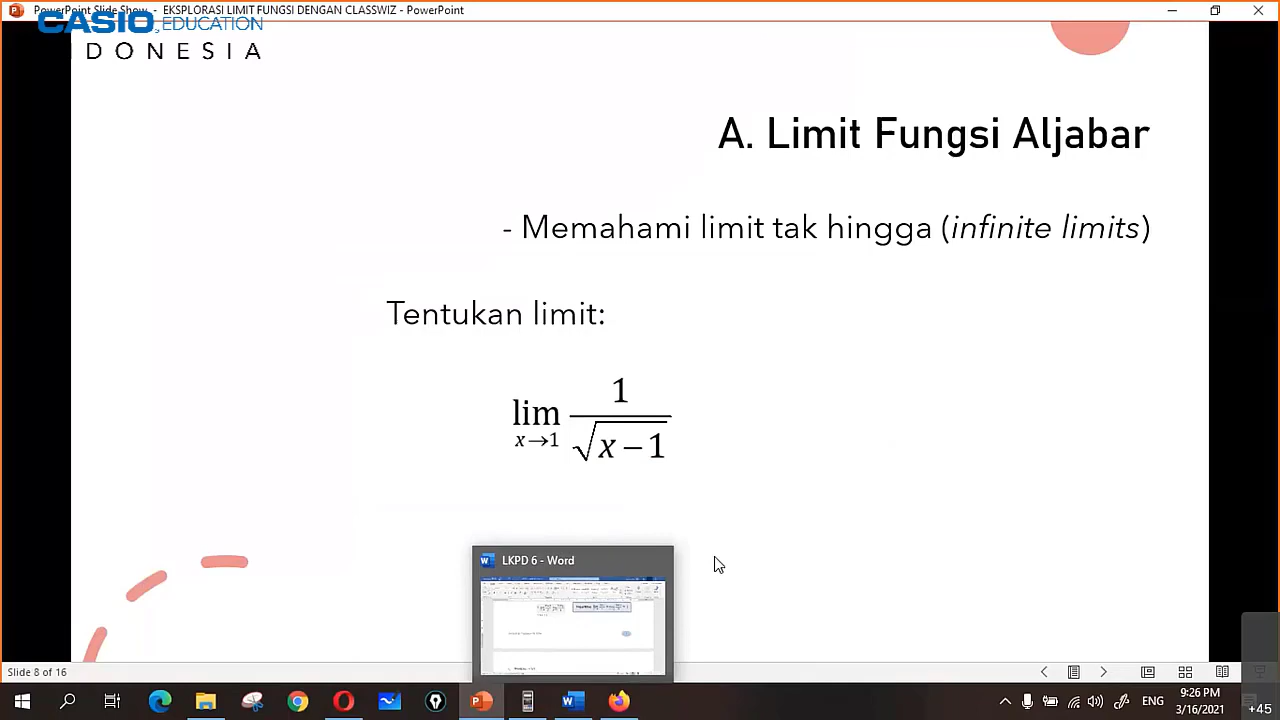 PowerPoint Slide Show - EKSPLORASI LIMIT FUNGSI DENGAN CLASSWIZ - PowerPoint
CASIO EDUCATION
INDONESIA
A. Limit Fungsi Aljabar
- Memahami limit tak hingga (infinite limits)
Tentukan limit:
lim x→1 1/√(x−1)
LKPD 6 - Word
Slide 8 of 16
ENG
9:26 PM
3/16/2021
+45